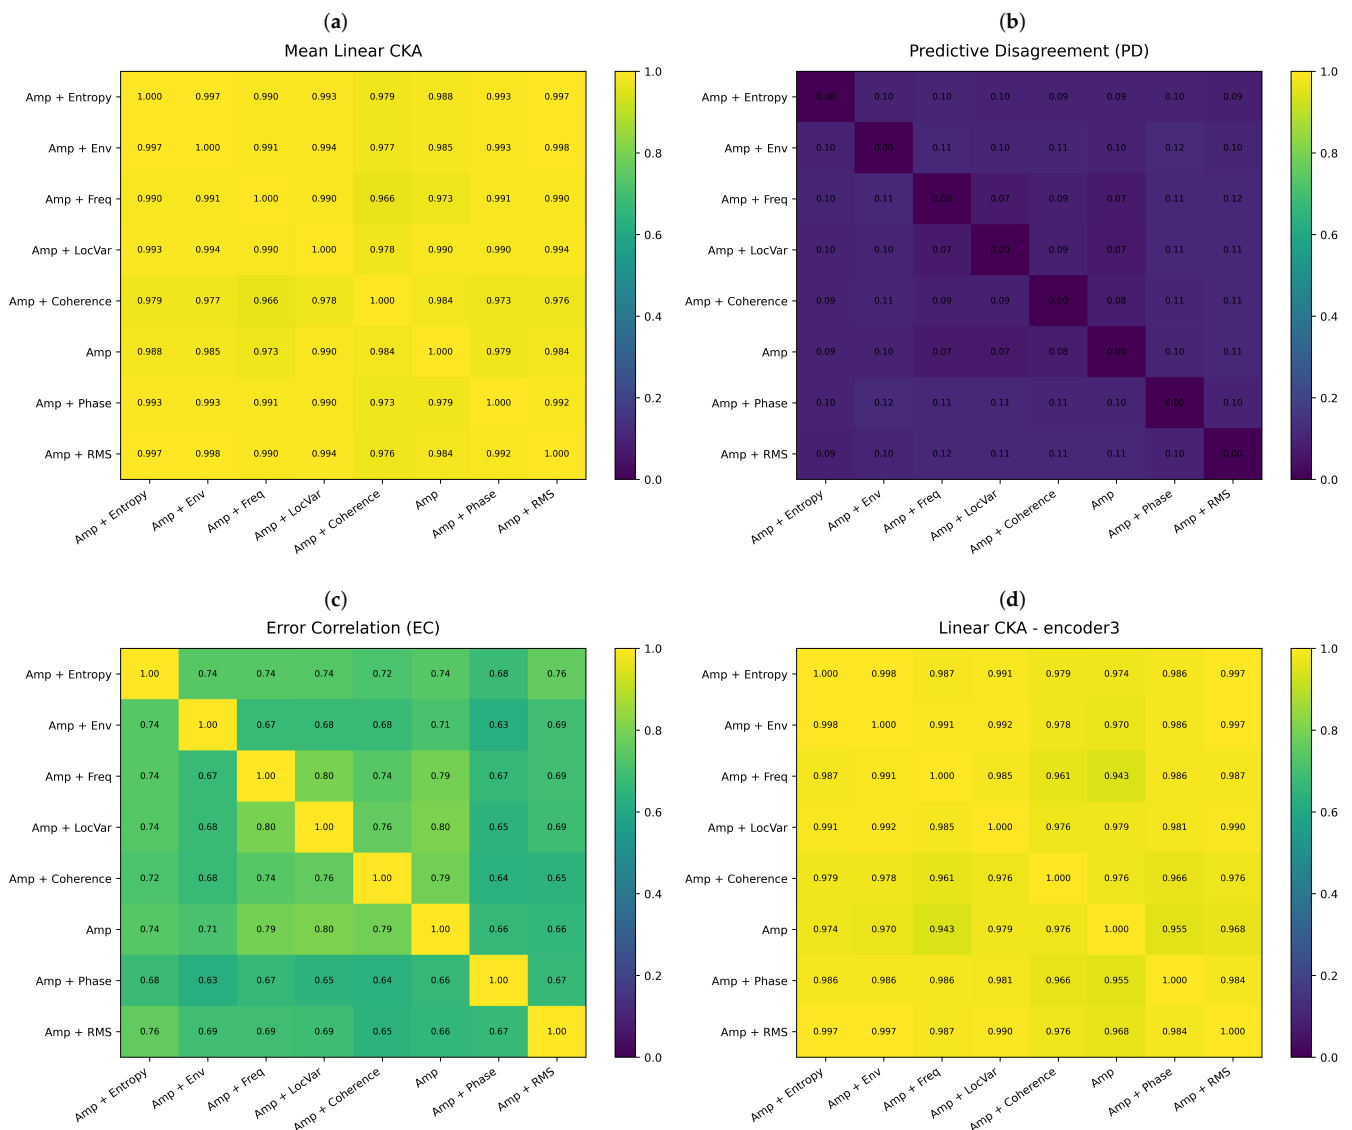 (a)
Mean Linear CKA
Amp + Entropy 1.000 0.997 0.990 0.993 0.979 0.988 0.993 0.997
Amp + Env 0.997 1.000 0.991 0.994 0.977 0.985 0.993 0.998
Amp + Freq 0.990 0.991 1.000 0.990 0.966 0.973 0.991 0.990
Amp + LocVar 0.993 0.994 0.990 1.000 0.978 0.990 0.990 0.994
Amp + Coherence 0.979 0.977 0.966 0.978 1.000 0.984 0.973 0.976
Amp 0.988 0.985 0.973 0.990 0.984 1.000 0.979 0.984
Amp + Phase 0.993 0.993 0.991 0.990 0.973 0.979 1.000 0.992
Amp + RMS 0.997 0.998 0.990 0.994 0.976 0.984 0.992 1.000
Amp + Entropy Amp + Env Amp + Freq Amp + LocVar Amp + Coherence Amp Amp + Phase Amp + RMS
1.0
0.8
0.6
0.4
0.2
0.0
(b)
Predictive Disagreement (PD)
Amp + Entropy 0.00 0.10 0.10 0.10 0.09 0.09 0.10 0.09
Amp + Env 0.10 0.00 0.11 0.10 0.11 0.10 0.12 0.10
Amp + Freq 0.10 0.11 0.00 0.07 0.09 0.07 0.11 0.12
Amp + LocVar 0.10 0.10 0.07 0.00 0.09 0.07 0.11 0.11
Amp + Coherence 0.09 0.11 0.09 0.09 0.00 0.08 0.11 0.11
Amp 0.09 0.10 0.07 0.07 0.08 0.00 0.10 0.11
Amp + Phase 0.10 0.12 0.11 0.11 0.11 0.10 0.00 0.10
Amp + RMS 0.09 0.10 0.12 0.11 0.11 0.11 0.10 0.00
Amp + Entropy Amp + Env Amp + Freq Amp + LocVar Amp + Coherence Amp Amp + Phase Amp + RMS
1.0
0.8
0.6
0.4
0.2
0.0
(c)
Error Correlation (EC)
Amp + Entropy 1.00 0.74 0.74 0.74 0.72 0.74 0.68 0.76
Amp + Env 0.74 1.00 0.67 0.68 0.68 0.71 0.63 0.69
Amp + Freq 0.74 0.67 1.00 0.80 0.74 0.79 0.67 0.69
Amp + LocVar 0.74 0.68 0.80 1.00 0.76 0.80 0.65 0.69
Amp + Coherence 0.72 0.68 0.74 0.76 1.00 0.79 0.64 0.65
Amp 0.74 0.71 0.79 0.80 0.79 1.00 0.66 0.66
Amp + Phase 0.68 0.63 0.67 0.65 0.64 0.66 1.00 0.67
Amp + RMS 0.76 0.69 0.69 0.69 0.65 0.66 0.67 1.00
Amp + Entropy Amp + Env Amp + Freq Amp + LocVar Amp + Coherence Amp Amp + Phase Amp + RMS
1.0
0.8
0.6
0.4
0.2
0.0
(d)
Linear CKA - encoder3
Amp + Entropy 1.000 0.998 0.987 0.991 0.979 0.974 0.986 0.997
Amp + Env 0.998 1.000 0.991 0.992 0.978 0.970 0.986 0.997
Amp + Freq 0.987 0.991 1.000 0.985 0.961 0.943 0.986 0.987
Amp + LocVar 0.991 0.992 0.985 1.000 0.976 0.979 0.981 0.990
Amp + Coherence 0.979 0.978 0.961 0.976 1.000 0.976 0.966 0.976
Amp 0.974 0.970 0.943 0.979 0.976 1.000 0.955 0.968
Amp + Phase 0.986 0.986 0.986 0.981 0.966 0.955 1.000 0.984
Amp + RMS 0.997 0.997 0.987 0.990 0.976 0.968 0.984 1.000
Amp + Entropy Amp + Env Amp + Freq Amp + LocVar Amp + Coherence Amp Amp + Phase Amp + RMS
1.0
0.8
0.6
0.4
0.2
0.0